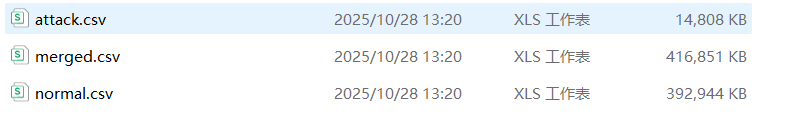 attack.csv 2025/10/28 13:20 XLS 工作表 14,808 KB
merged.csv 2025/10/28 13:20 XLS 工作表 416,851 KB
normal.csv 2025/10/28 13:20 XLS 工作表 392,944 KB